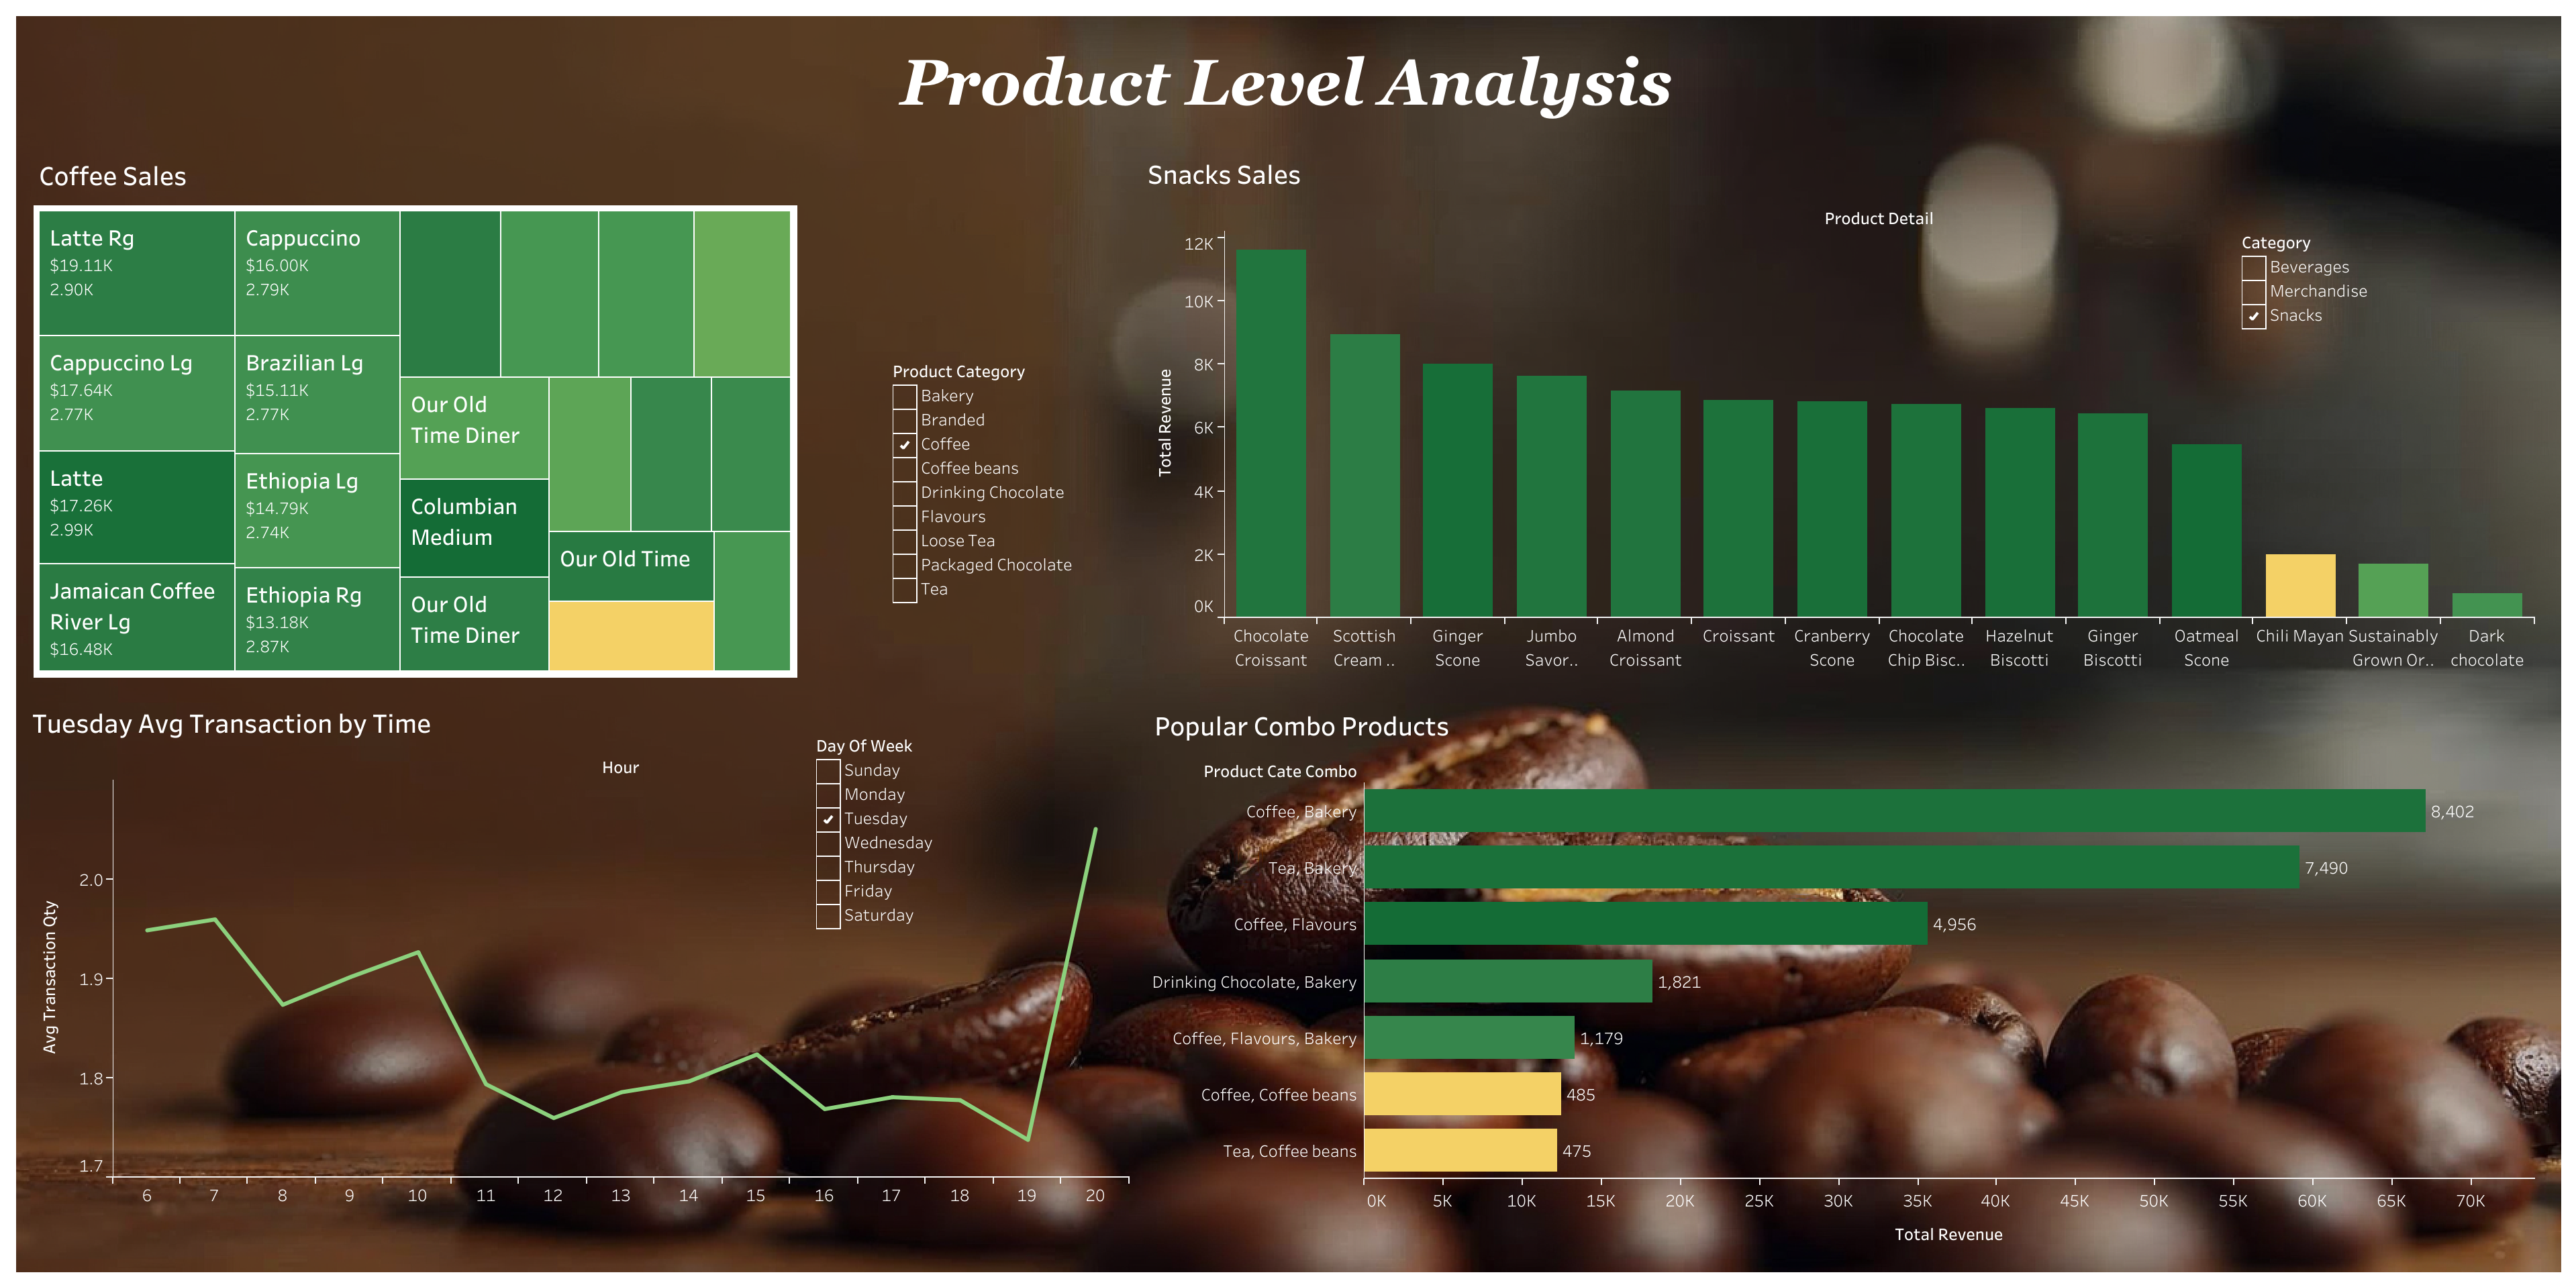 Product Level Analysis
Coffee Sales
Latte Rg
$19.11K
2.90K
Cappuccino
$16.00K
2.79K
Cappuccino Lg
$17.64K
2.77K
Brazilian Lg
$15.11K
2.77K
Latte
$17.26K
2.99K
Ethiopia Lg
$14.79K
2.74K
Jamaican Coffee
River Lg
$16.48K
Ethiopia Rg
$13.18K
2.87K
Our Old
Time Diner
Columbian
Medium
Our Old
Time Diner
Our Old Time
Product Category
Bakery
Branded
Coffee
Coffee beans
Drinking Chocolate
Flavours
Loose Tea
Packaged Chocolate
Tea
Snacks Sales
Product Detail
Category
Beverages
Merchandise
Snacks
Total Revenue
12K
10K
8K
6K
4K
2K
0K
Chocolate
Croissant
Scottish
Cream ..
Ginger
Scone
Jumbo
Savor..
Almond
Croissant
Croissant
Cranberry
Scone
Chocolate
Chip Bisc..
Hazelnut
Biscotti
Ginger
Biscotti
Oatmeal
Scone
Chili Mayan
Sustainably
Grown Or..
Dark
chocolate
Tuesday Avg Transaction by Time
Hour
Day Of Week
Sunday
Monday
Tuesday
Wednesday
Thursday
Friday
Saturday
Avg Transaction Qty
2.0
1.9
1.8
1.7
6 7 8 9 10 11 12 13 14 15 16 17 18 19 20
Popular Combo Products
Product Cate Combo
Coffee, Bakery 8,402
Tea, Bakery 7,490
Coffee, Flavours 4,956
Drinking Chocolate, Bakery 1,821
Coffee, Flavours, Bakery 1,179
Coffee, Coffee beans 485
Tea, Coffee beans 475
0K 5K 10K 15K 20K 25K 30K 35K 40K 45K 50K 55K 60K 65K 70K
Total Revenue